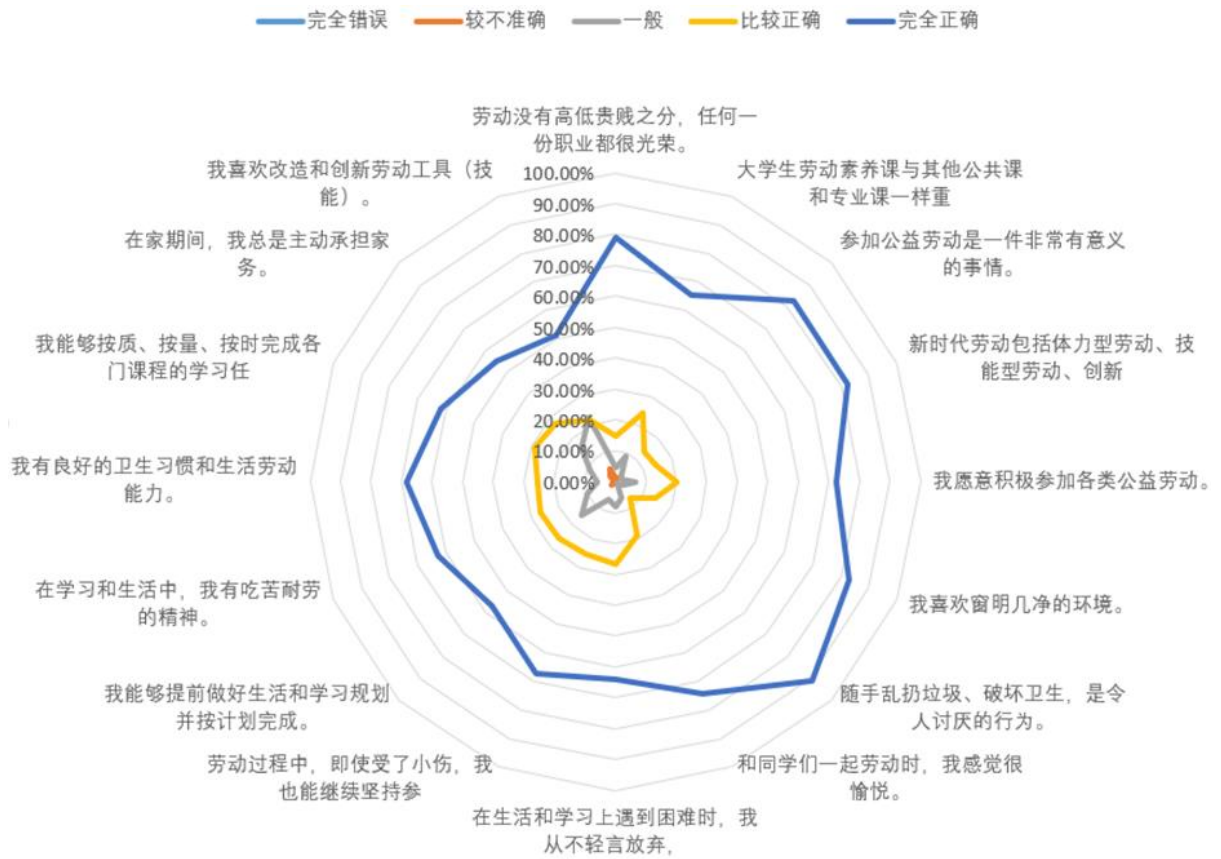 完全错误 较不准确 一般 比较正确 完全正确
劳动没有高低贵贱之分，任何一
份职业都很光荣。
大学生劳动素养课与其他公共课
和专业课一样重
参加公益劳动是一件非常有意义
的事情。
新时代劳动包括体力型劳动、技
能型劳动、创新
我愿意积极参加各类公益劳动。
我喜欢窗明几净的环境。
随手乱扔垃圾、破坏卫生，是令
人讨厌的行为。
和同学们一起劳动时，我感觉很
愉悦。
在生活和学习上遇到困难时，我
从不轻言放弃，
劳动过程中，即使受了小伤，我
也能继续坚持参
我能够提前做好生活和学习规划
并按计划完成。
在学习和生活中，我有吃苦耐劳
的精神。
我有良好的卫生习惯和生活劳动
能力。
我能够按质、按量、按时完成各
门课程的学习任
在家期间，我总是主动承担家
务。
我喜欢改造和创新劳动工具（技
能）。
100.00%
90.00%
80.00%
70.00%
60.00%
50.00%
40.00%
30.00%
20.00%
10.00%
0.00%